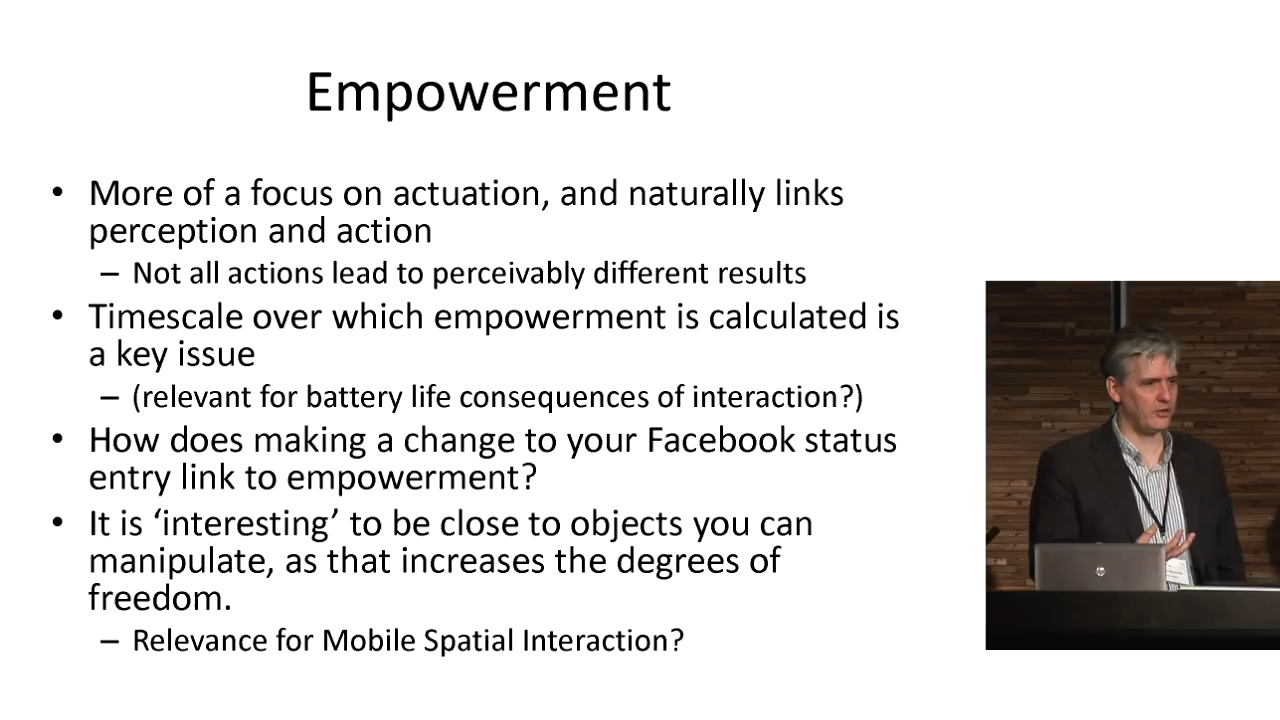 Empowerment
• More of a focus on actuation, and naturally links
perception and action
– Not all actions lead to perceivably different results
• Timescale over which empowerment is calculated is
a key issue
– (relevant for battery life consequences of interaction?)
• How does making a change to your Facebook status
entry link to empowerment?
• It is ‘interesting’ to be close to objects you can
manipulate, as that increases the degrees of
freedom.
– Relevance for Mobile Spatial Interaction?
hp